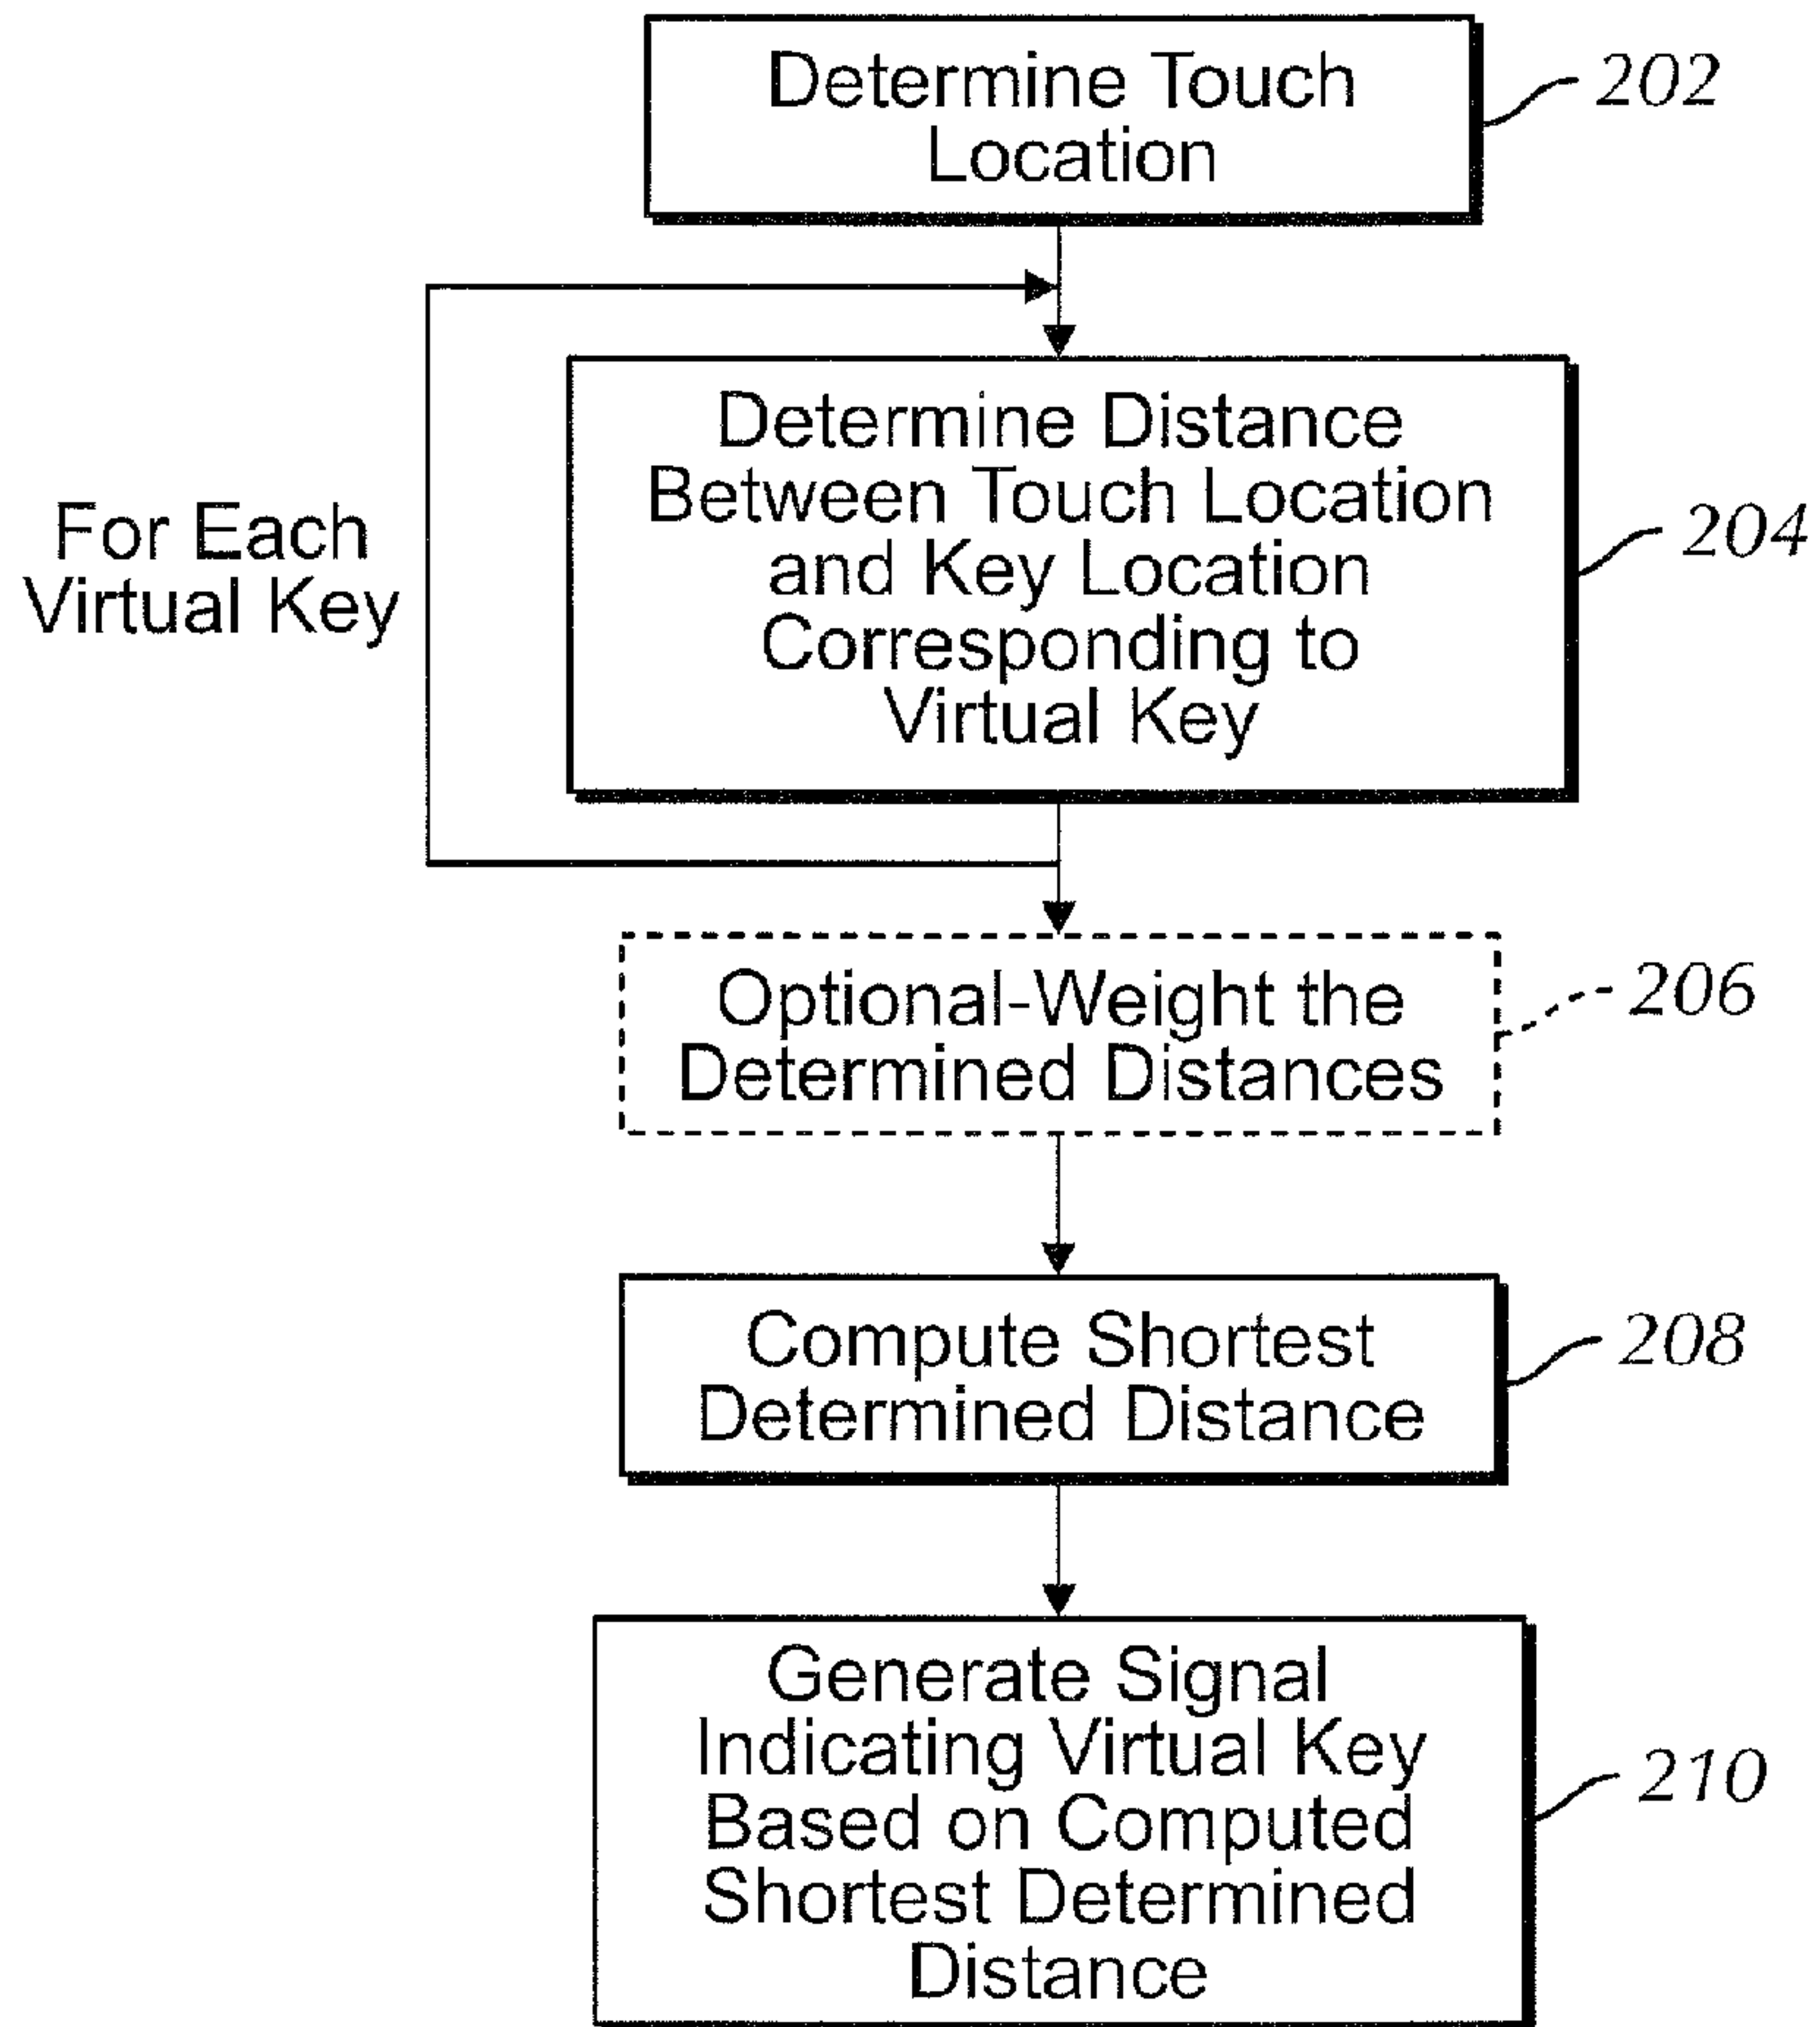 Determine Touch
Location
202
Determine Distance
Between Touch Location
and Key Location
Corresponding to
Virtual Key
204
For Each
Virtual Key
Optional-Weight the
Determined Distances
206
Compute Shortest
Determined Distance
208
Generate Signal
Indicating Virtual Key
Based on Computed
Shortest Determined
Distance
210